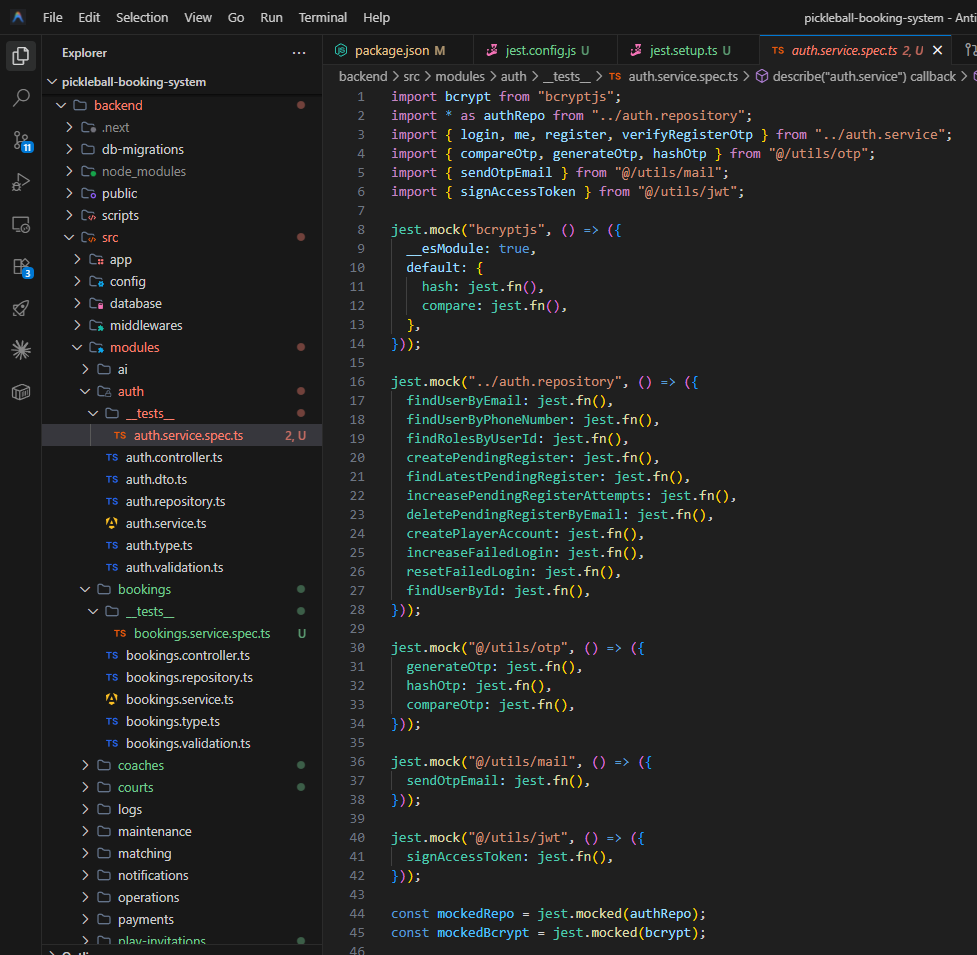 File Edit Selection View Go Run Terminal Help
pickleball-booking-system - Anti
Explorer ...
pickleball-booking-system
backend
.next
db-migrations
node_modules
public
scripts
src
app
config
database
middlewares
modules
ai
auth
__tests__
TS auth.service.spec.ts 2, U
TS auth.controller.ts
TS auth.dto.ts
TS auth.repository.ts
auth.service.ts
TS auth.type.ts
TS auth.validation.ts
bookings
__tests__
TS bookings.service.spec.ts U
TS bookings.controller.ts
TS bookings.repository.ts
bookings.service.ts
TS bookings.type.ts
TS bookings.validation.ts
coaches
courts
logs
maintenance
matching
notifications
operations
payments
play-invitations
11
3
package.json M
jest.config.js U
jest.setup.ts U
TS auth.service.spec.ts 2, U
backend > src > modules > auth > __tests__ > TS auth.service.spec.ts > describe("auth.service") callback >
1 import bcrypt from "bcryptjs";
2 import * as authRepo from "../auth.repository";
3 import { login, me, register, verifyRegisterOtp } from "../auth.service";
4 import { compareOtp, generateOtp, hashOtp } from "@/utils/otp";
5 import { sendOtpEmail } from "@/utils/mail";
6 import { signAccessToken } from "@/utils/jwt";
7
8 jest.mock("bcryptjs", () => ({
9 __esModule: true,
10 default: {
11 hash: jest.fn(),
12 compare: jest.fn(),
13 },
14 }));
15
16 jest.mock("../auth.repository", () => ({
17 findUserByEmail: jest.fn(),
18 findUserByPhoneNumber: jest.fn(),
19 findRolesByUserId: jest.fn(),
20 createPendingRegister: jest.fn(),
21 findLatestPendingRegister: jest.fn(),
22 increasePendingRegisterAttempts: jest.fn(),
23 deletePendingRegisterByEmail: jest.fn(),
24 createPlayerAccount: jest.fn(),
25 increaseFailedLogin: jest.fn(),
26 resetFailedLogin: jest.fn(),
27 findUserById: jest.fn(),
28 }));
29
30 jest.mock("@/utils/otp", () => ({
31 generateOtp: jest.fn(),
32 hashOtp: jest.fn(),
33 compareOtp: jest.fn(),
34 }));
35
36 jest.mock("@/utils/mail", () => ({
37 sendOtpEmail: jest.fn(),
38 }));
39
40 jest.mock("@/utils/jwt", () => ({
41 signAccessToken: jest.fn(),
42 }));
43
44 const mockedRepo = jest.mocked(authRepo);
45 const mockedBcrypt = jest.mocked(bcrypt);
46